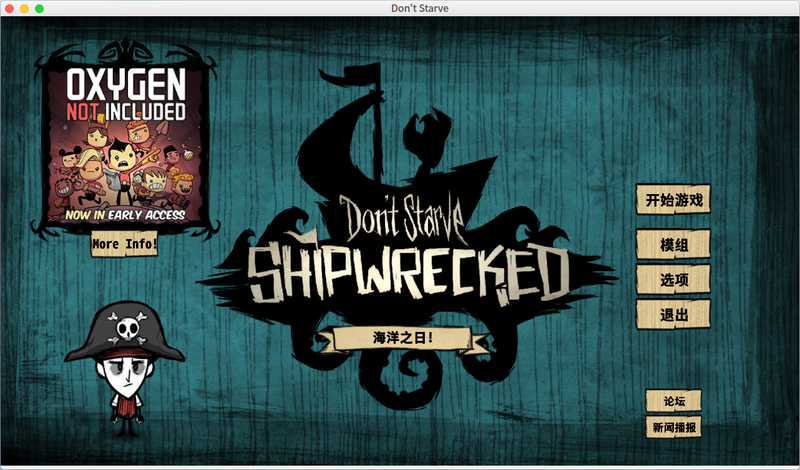 Don't Starve
OXYGEN
NOT INCLUDED
NOW IN EARLY ACCESS
More Info!
Don't Starve
SHIPWRECKED
海洋之日!
开始游戏
模组
选项
退出
论坛
新闻播报